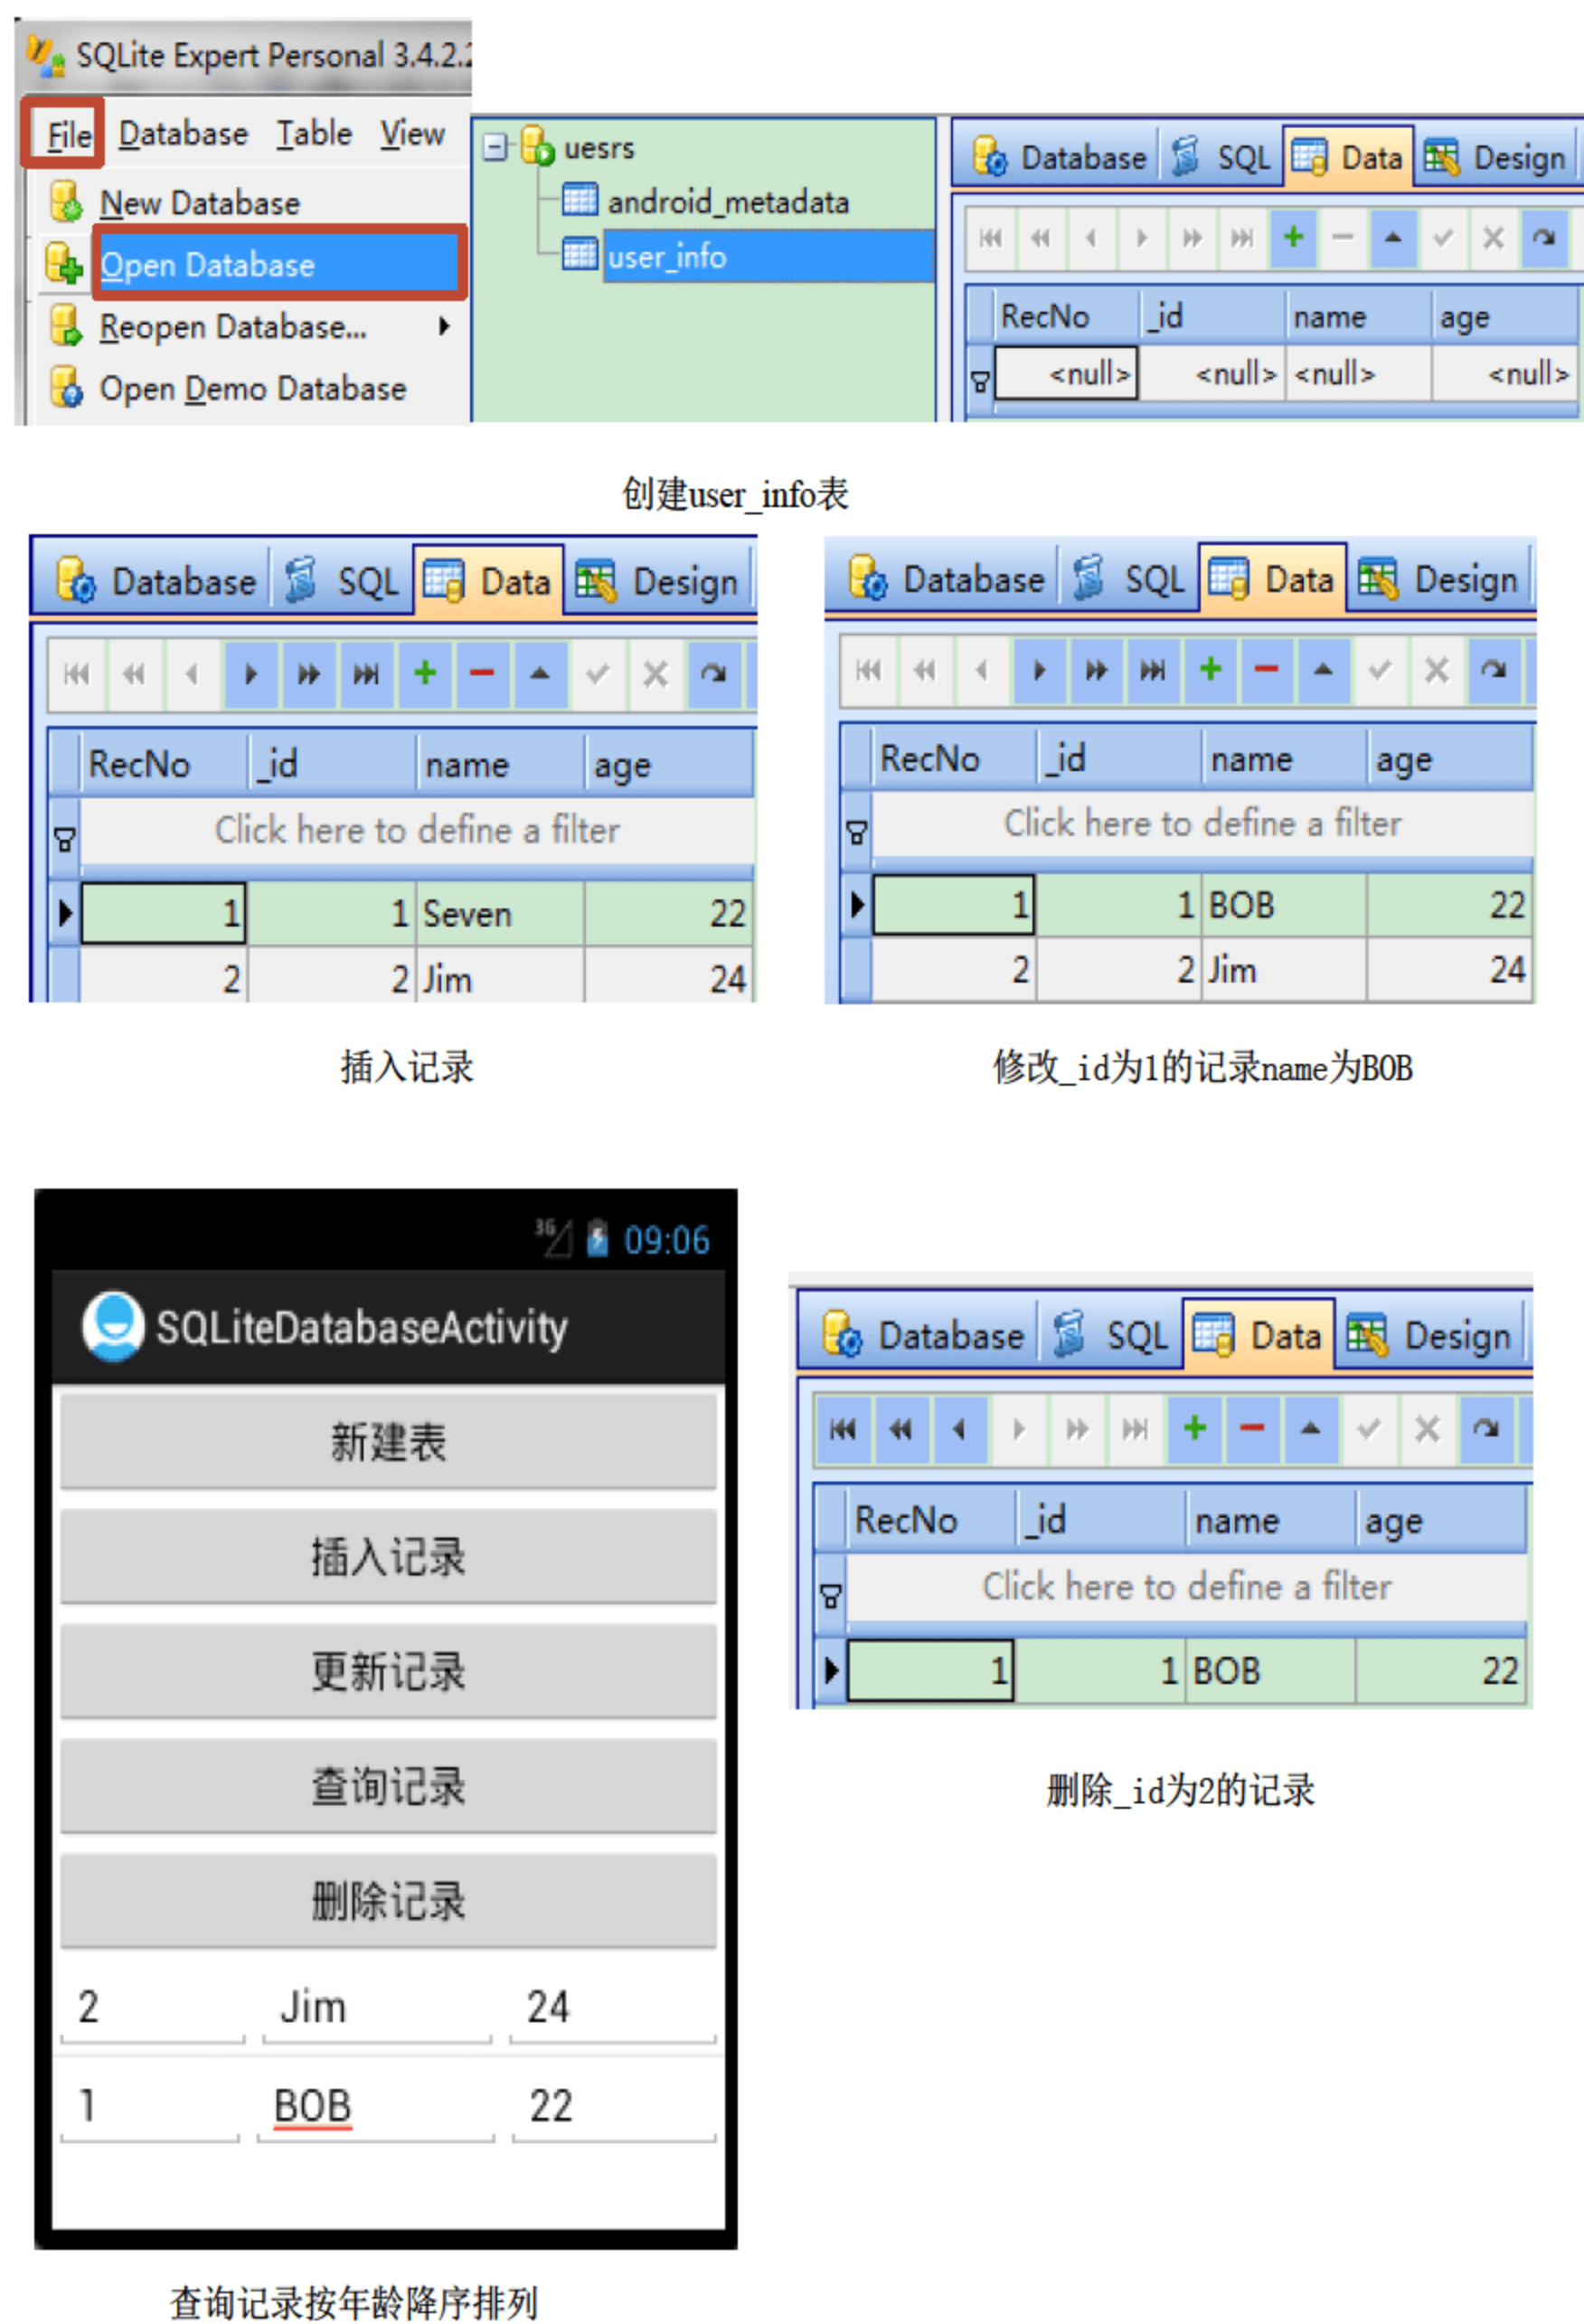 SQLite Expert Personal 3.4.2.2
File Database Table View
New Database
Open Database
Reopen Database...
Open Demo Database
uesrs
android_metadata
user_info
Database SQL Data Design
RecNo _id name age
<null> <null> <null> <null>
创建user_info表
Database SQL Data Design
RecNo _id name age
Click here to define a filter
1 1 Seven 22
2 2 Jim 24
插入记录
Database SQL Data Design
RecNo _id name age
Click here to define a filter
1 1 BOB 22
2 2 Jim 24
修改_id为1的记录name为BOB
3G 09:06
SQLiteDatabaseActivity
新建表
插入记录
更新记录
查询记录
删除记录
2 Jim 24
1 BOB 22
查询记录按年龄降序排列
Database SQL Data Design
RecNo _id name age
Click here to define a filter
1 1 BOB 22
删除_id为2的记录